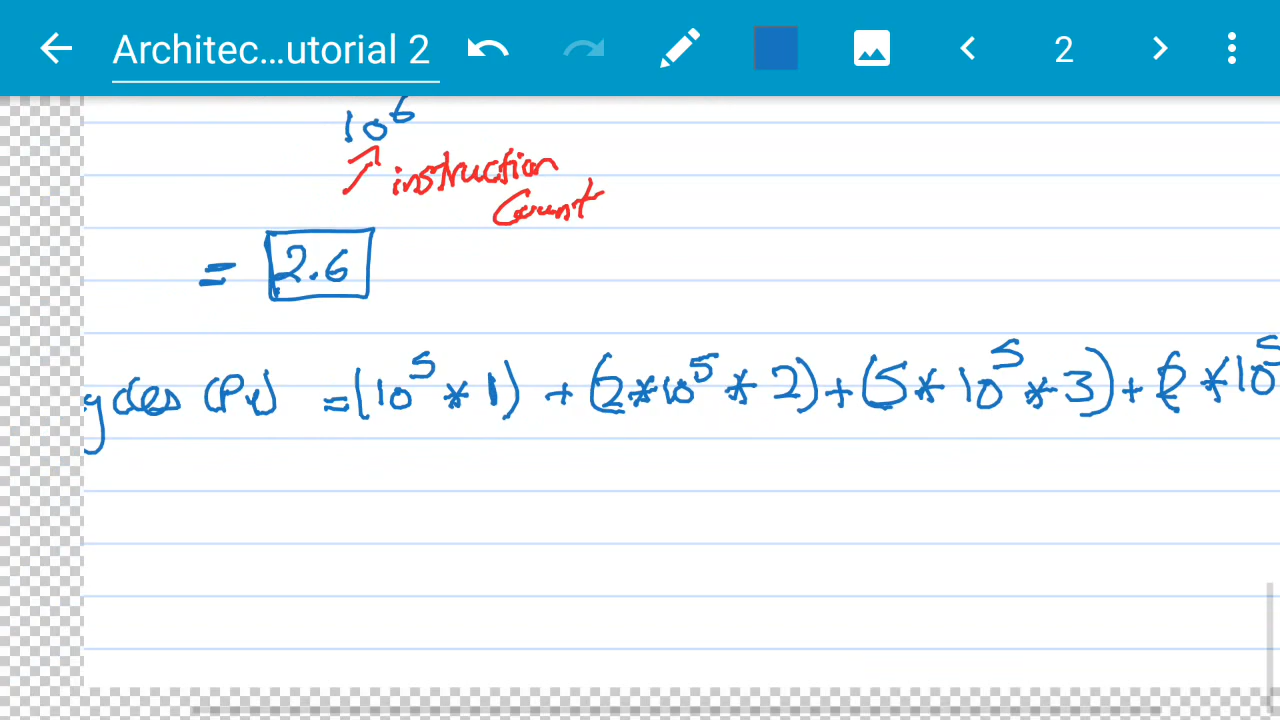 Architec...utorial 2
2
10^6
instruction
Count
= 2.6
ycles (P1) = (10^5 * 1) + (2 * 10^5 * 2) + (5 * 10^5 * 3) + (2 * 10^5